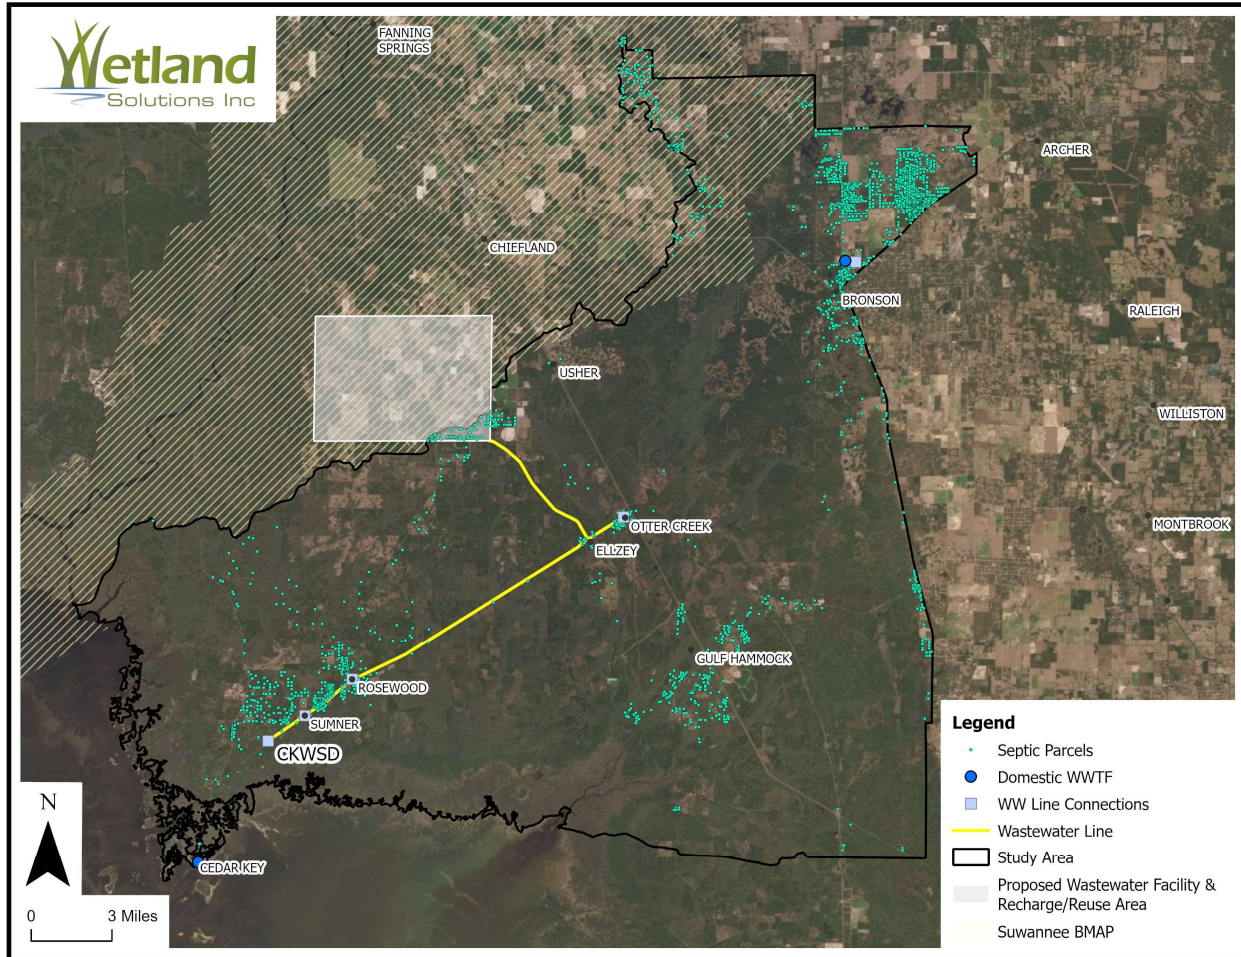 Wetland
Solutions Inc
FANNING
SPRINGS
ARCHER
CHIEFLAND
BRONSON
RALEIGH
USHER
WILLISTON
OTTER CREEK
MONTBROOK
ELLZEY
GULF HAMMOCK
ROSEWOOD
SUMNER
CKWSD
CEDAR KEY
N
0 3 Miles
Legend
Septic Parcels
Domestic WWTF
WW Line Connections
Wastewater Line
Study Area
Proposed Wastewater Facility &
Recharge/Reuse Area
Suwannee BMAP